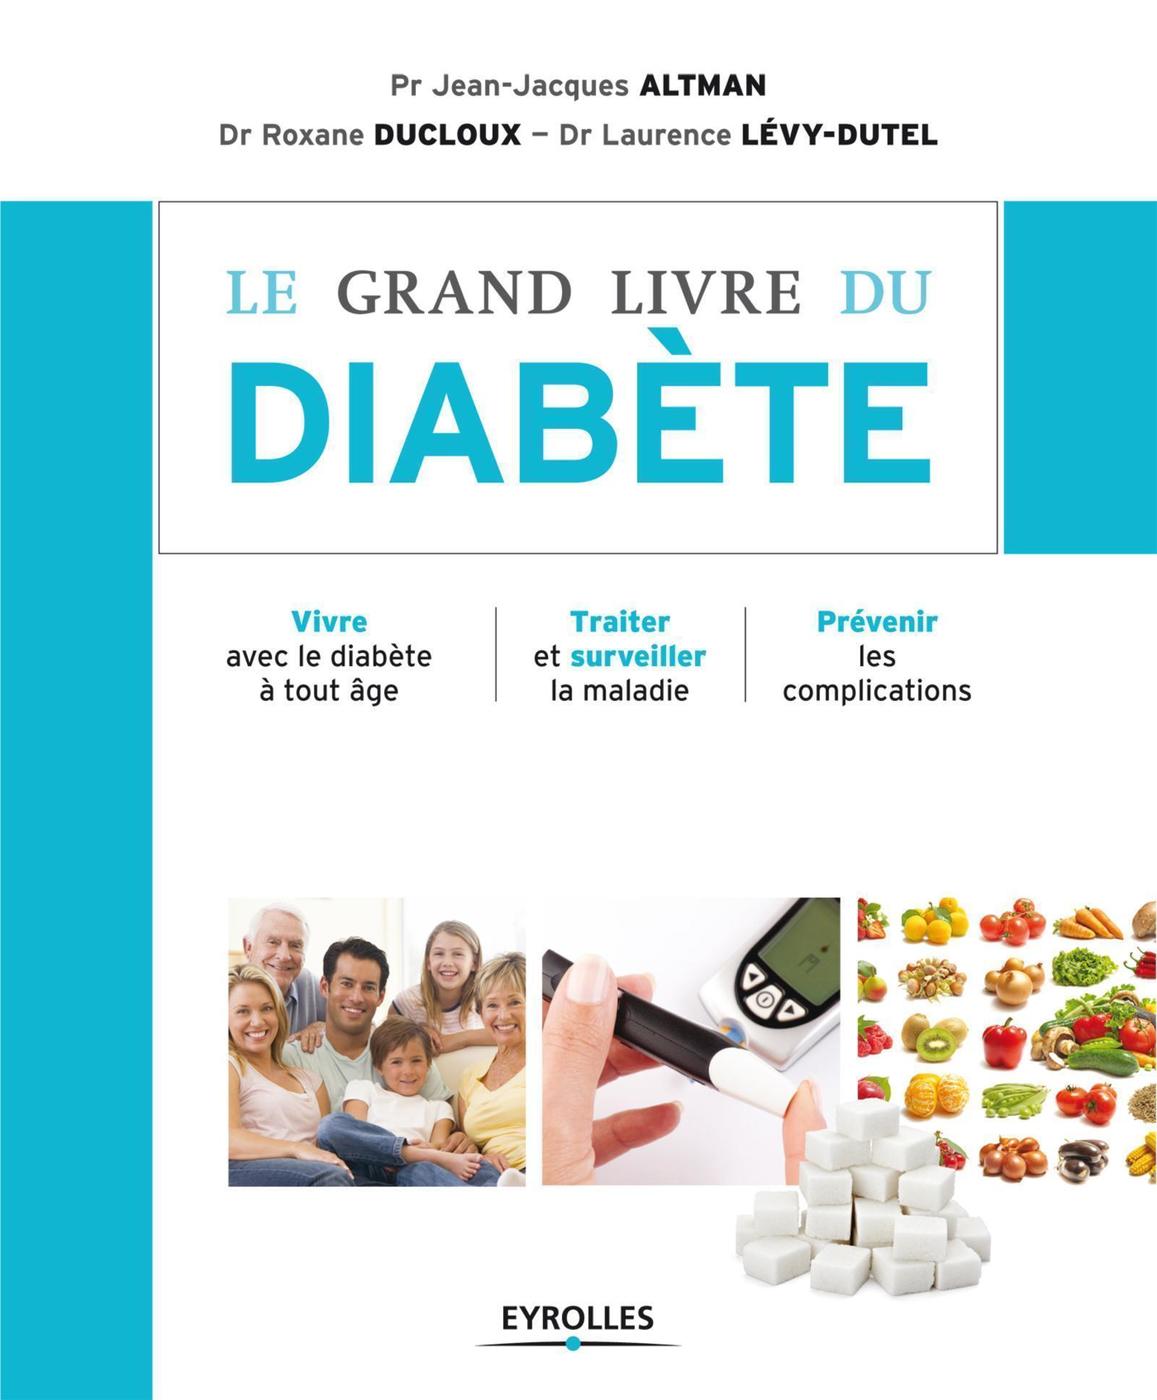 Pr Jean-Jacques ALTMAN
Dr Roxane DUCLOUX – Dr Laurence LÉVY-DUTEL
LE GRAND LIVRE DU
DIABÈTE
Vivre
avec le diabète
à tout âge
Traiter
et surveiller
la maladie
Prévenir
les
complications
EYROLLES